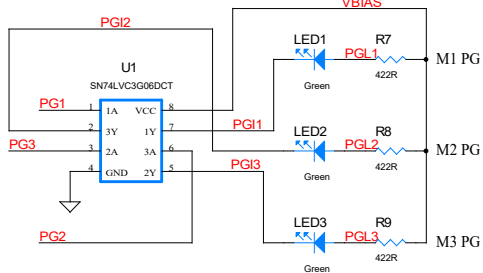 VBIAS
PGI2
LED1
PGL1
R7
M1 PG
Green
422R
U1
SN74LVC3G06DCT
PG1
1
1A
VCC
8
2
3Y
1Y
7
PGI1
PG3
3
2A
3A
6
4
GND
2Y
5
PGI3
LED2
PGL2
R8
M2 PG
Green
422R
PG2
LED3
PGL3
R9
M3 PG
Green
422R